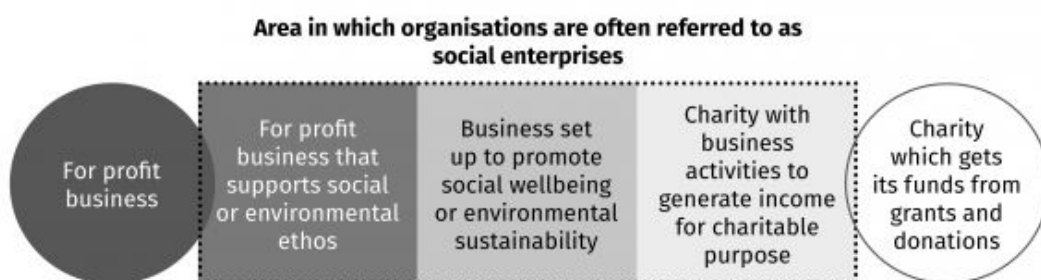 Area in which organisations are often referred to as
social enterprises
For profit
business
For profit
business that
supports social
or environmental
ethos
Business set
up to promote
social wellbeing
or environmental
sustainability
Charity with
business
activities to
generate income
for charitable
purpose
Charity
which gets
its funds from
grants and
donations